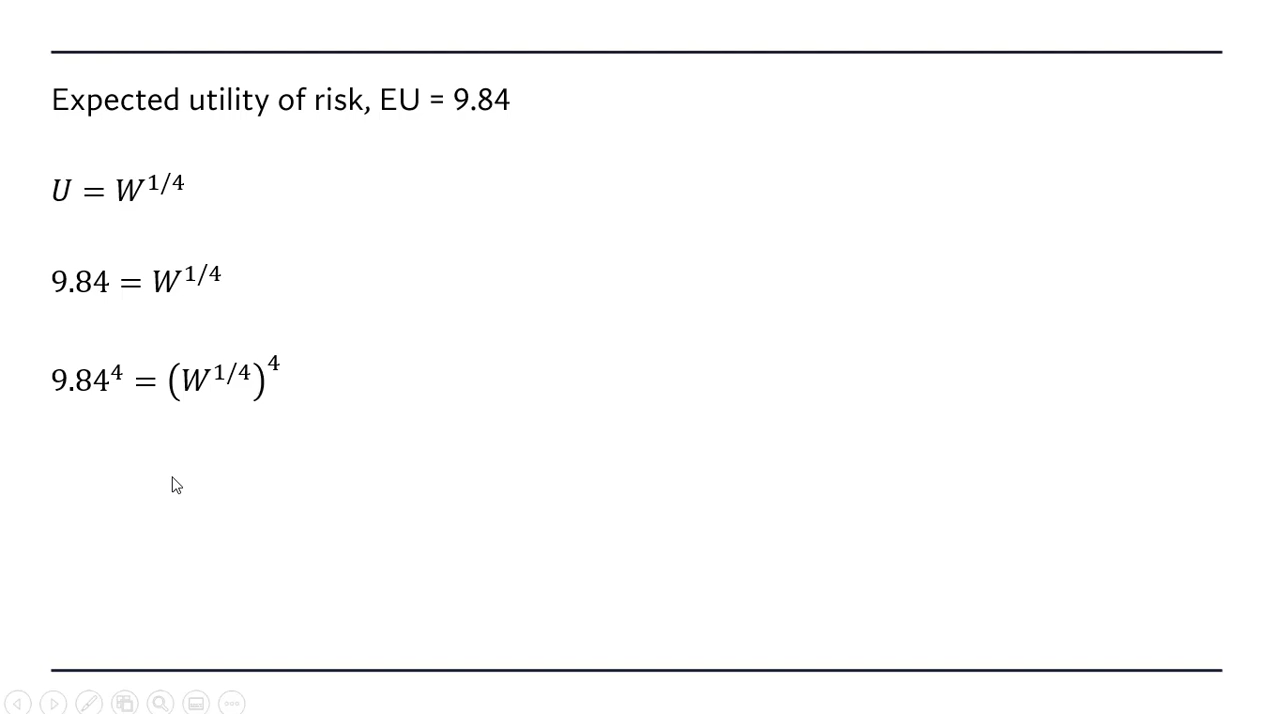 Expected utility of risk, EU = 9.84
U = W^{1/4}
9.84 = W^{1/4}
9.84^4 = (W^{1/4})^4